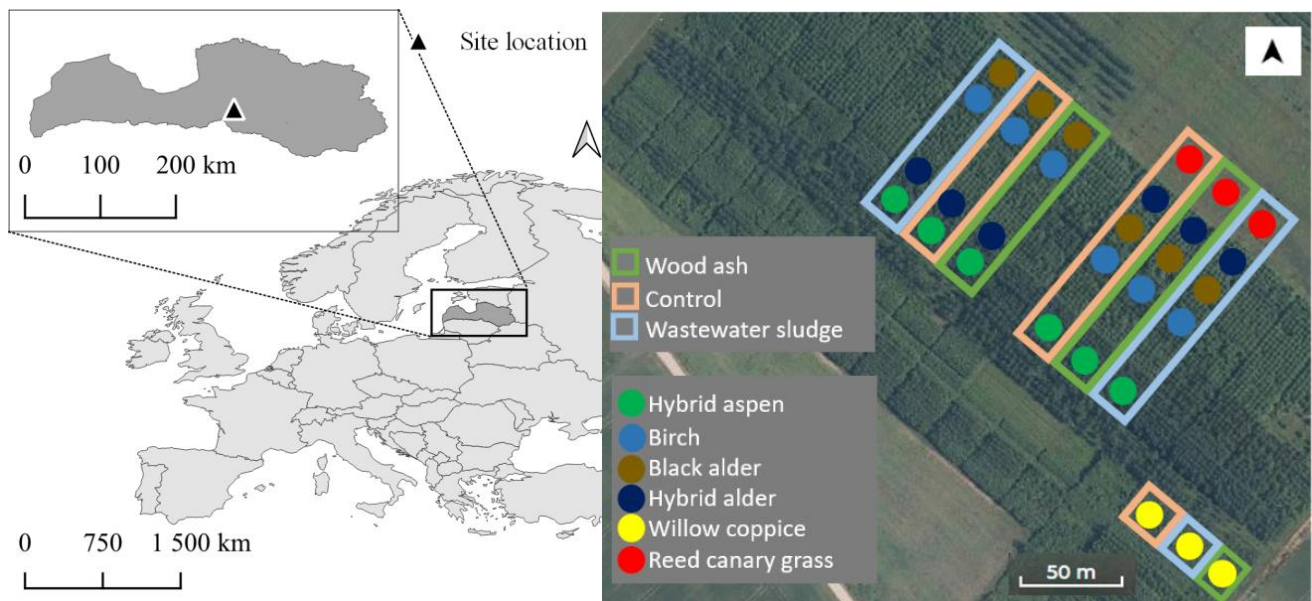 Site location
0 100 200 km
0 750 1 500 km
Wood ash
Control
Wastewater sludge
Hybrid aspen
Birch
Black alder
Hybrid alder
Willow coppice
Reed canary grass
50 m